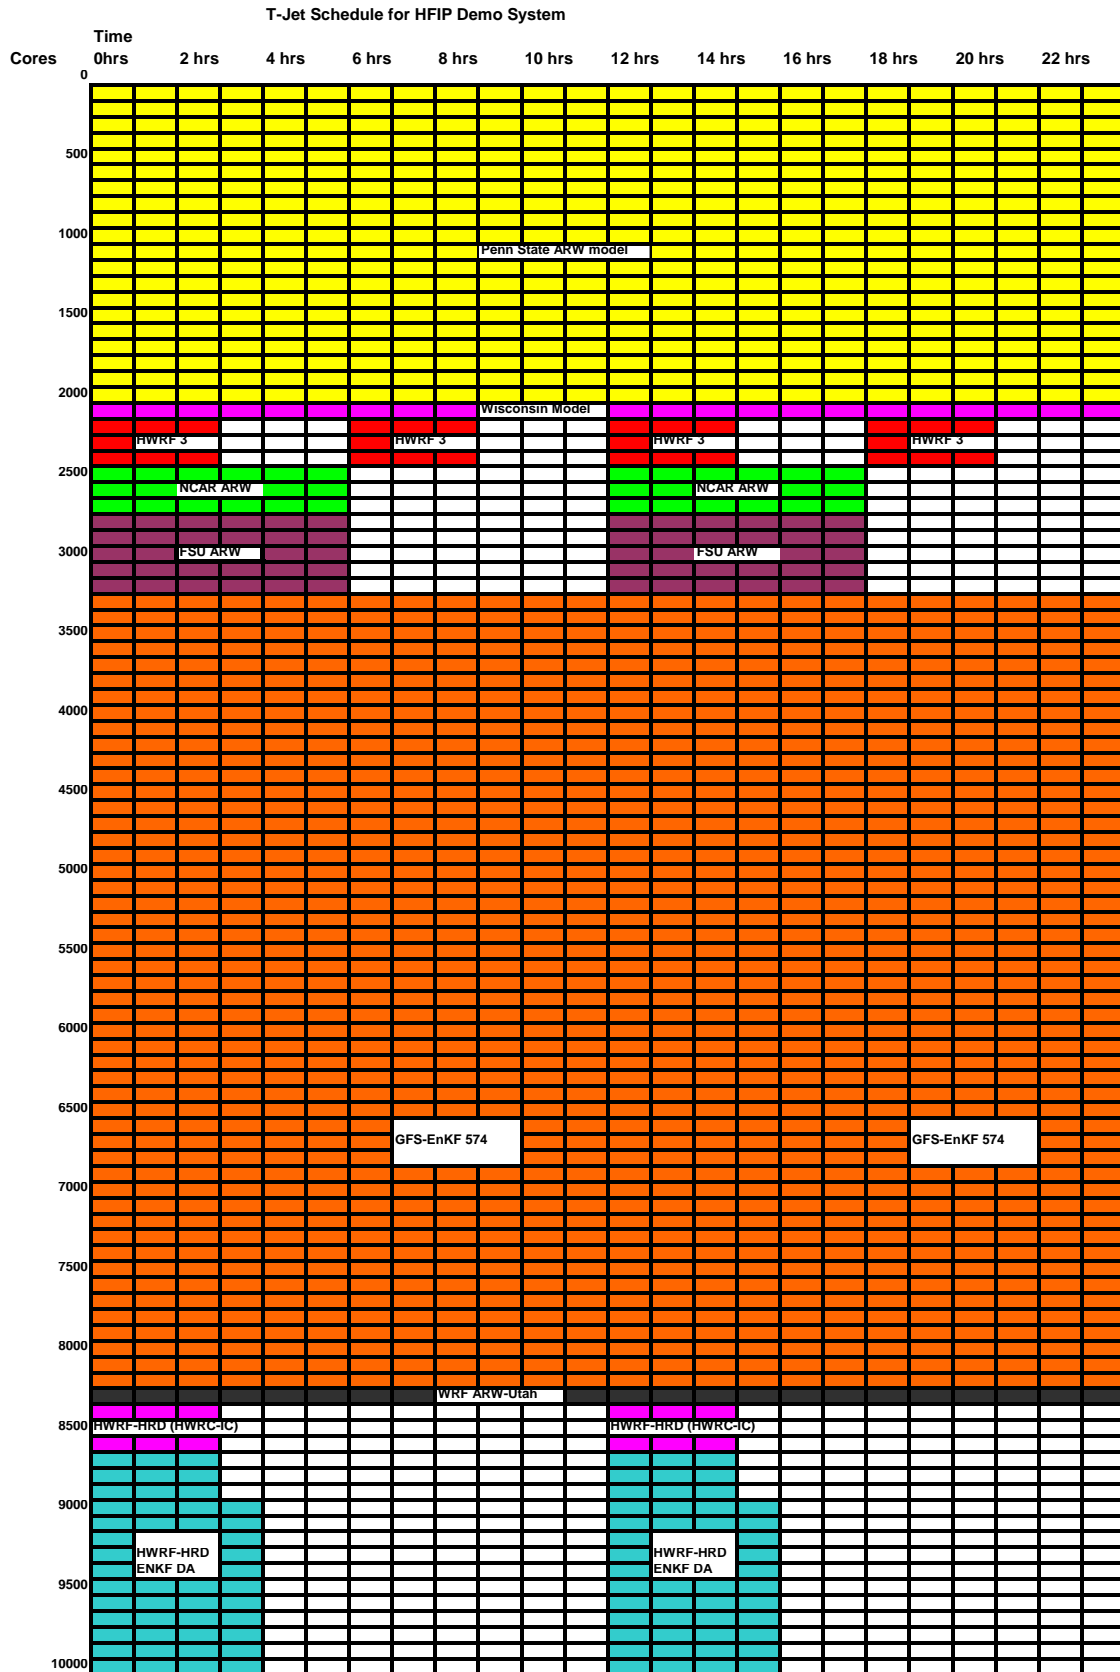 T-Jet Schedule for HFIP Demo System
Time
Cores 0hrs 2 hrs 4 hrs 6 hrs 8 hrs 10 hrs 12 hrs 14 hrs 16 hrs 18 hrs 20 hrs 22 hrs
0
500
1000
Penn State ARW model
1500
2000
Wisconsin Model
HWRF 3 HWRF 3 HWRF 3 HWRF 3
2500
NCAR ARW NCAR ARW
3000
FSU ARW FSU ARW
3500
4000
4500
5000
5500
6000
6500
GFS-EnKF 574 GFS-EnKF 574
7000
7500
8000
WRF ARW-Utah
8500
HWRF-HRD (HWRC-IC) HWRF-HRD (HWRC-IC)
9000
HWRF-HRD HWRF-HRD
ENKF DA ENKF DA
9500
10000